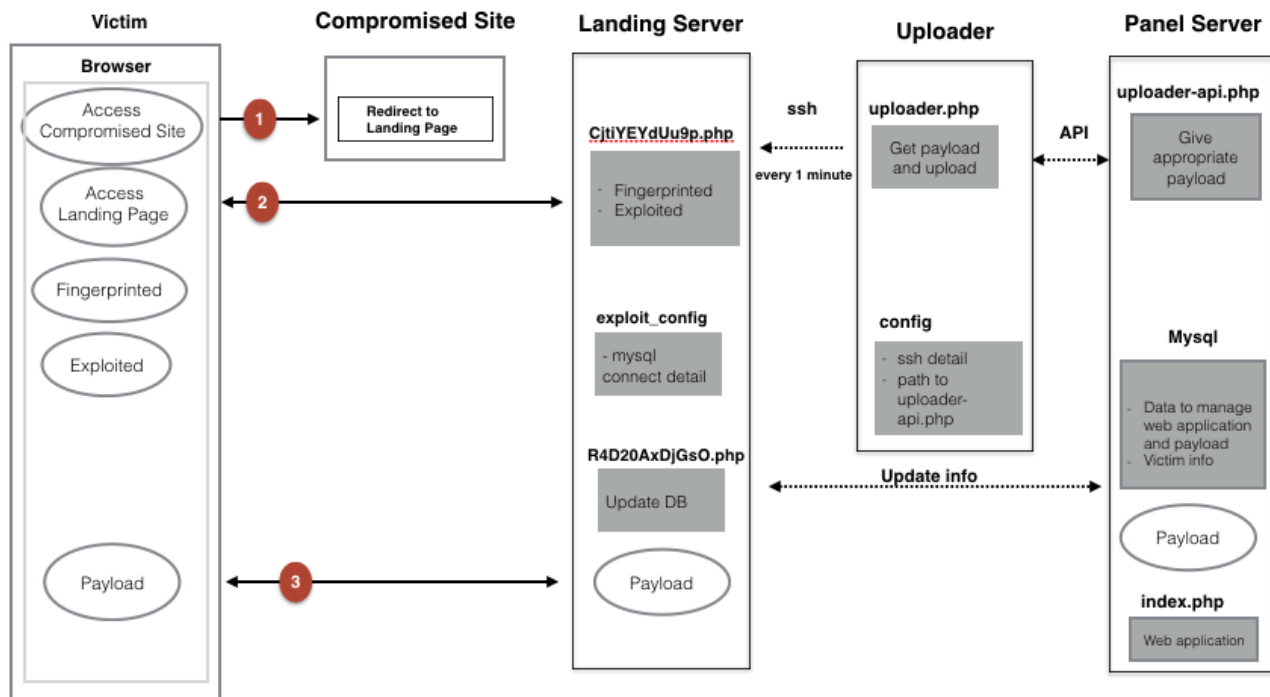 Victim
Browser
Access
Compromised Site
Access
Landing Page
Fingerprinted
Exploited
Payload
1
2
3
Compromised Site
Redirect to
Landing Page
Landing Server
CjtiYEYdUu9p.php
- Fingerprinted
- Exploited
exploit_config
- mysql
connect detail
R4D20AxDjGsO.php
Update DB
Payload
ssh
every 1 minute
Uploader
uploader.php
Get payload
and upload
config
- ssh detail
- path to
uploader-
api.php
API
Update info
Panel Server
uploader-api.php
Give
appropriate
payload
Mysql
- Data to manage
web application
and payload
- Victim info
Payload
index.php
Web application